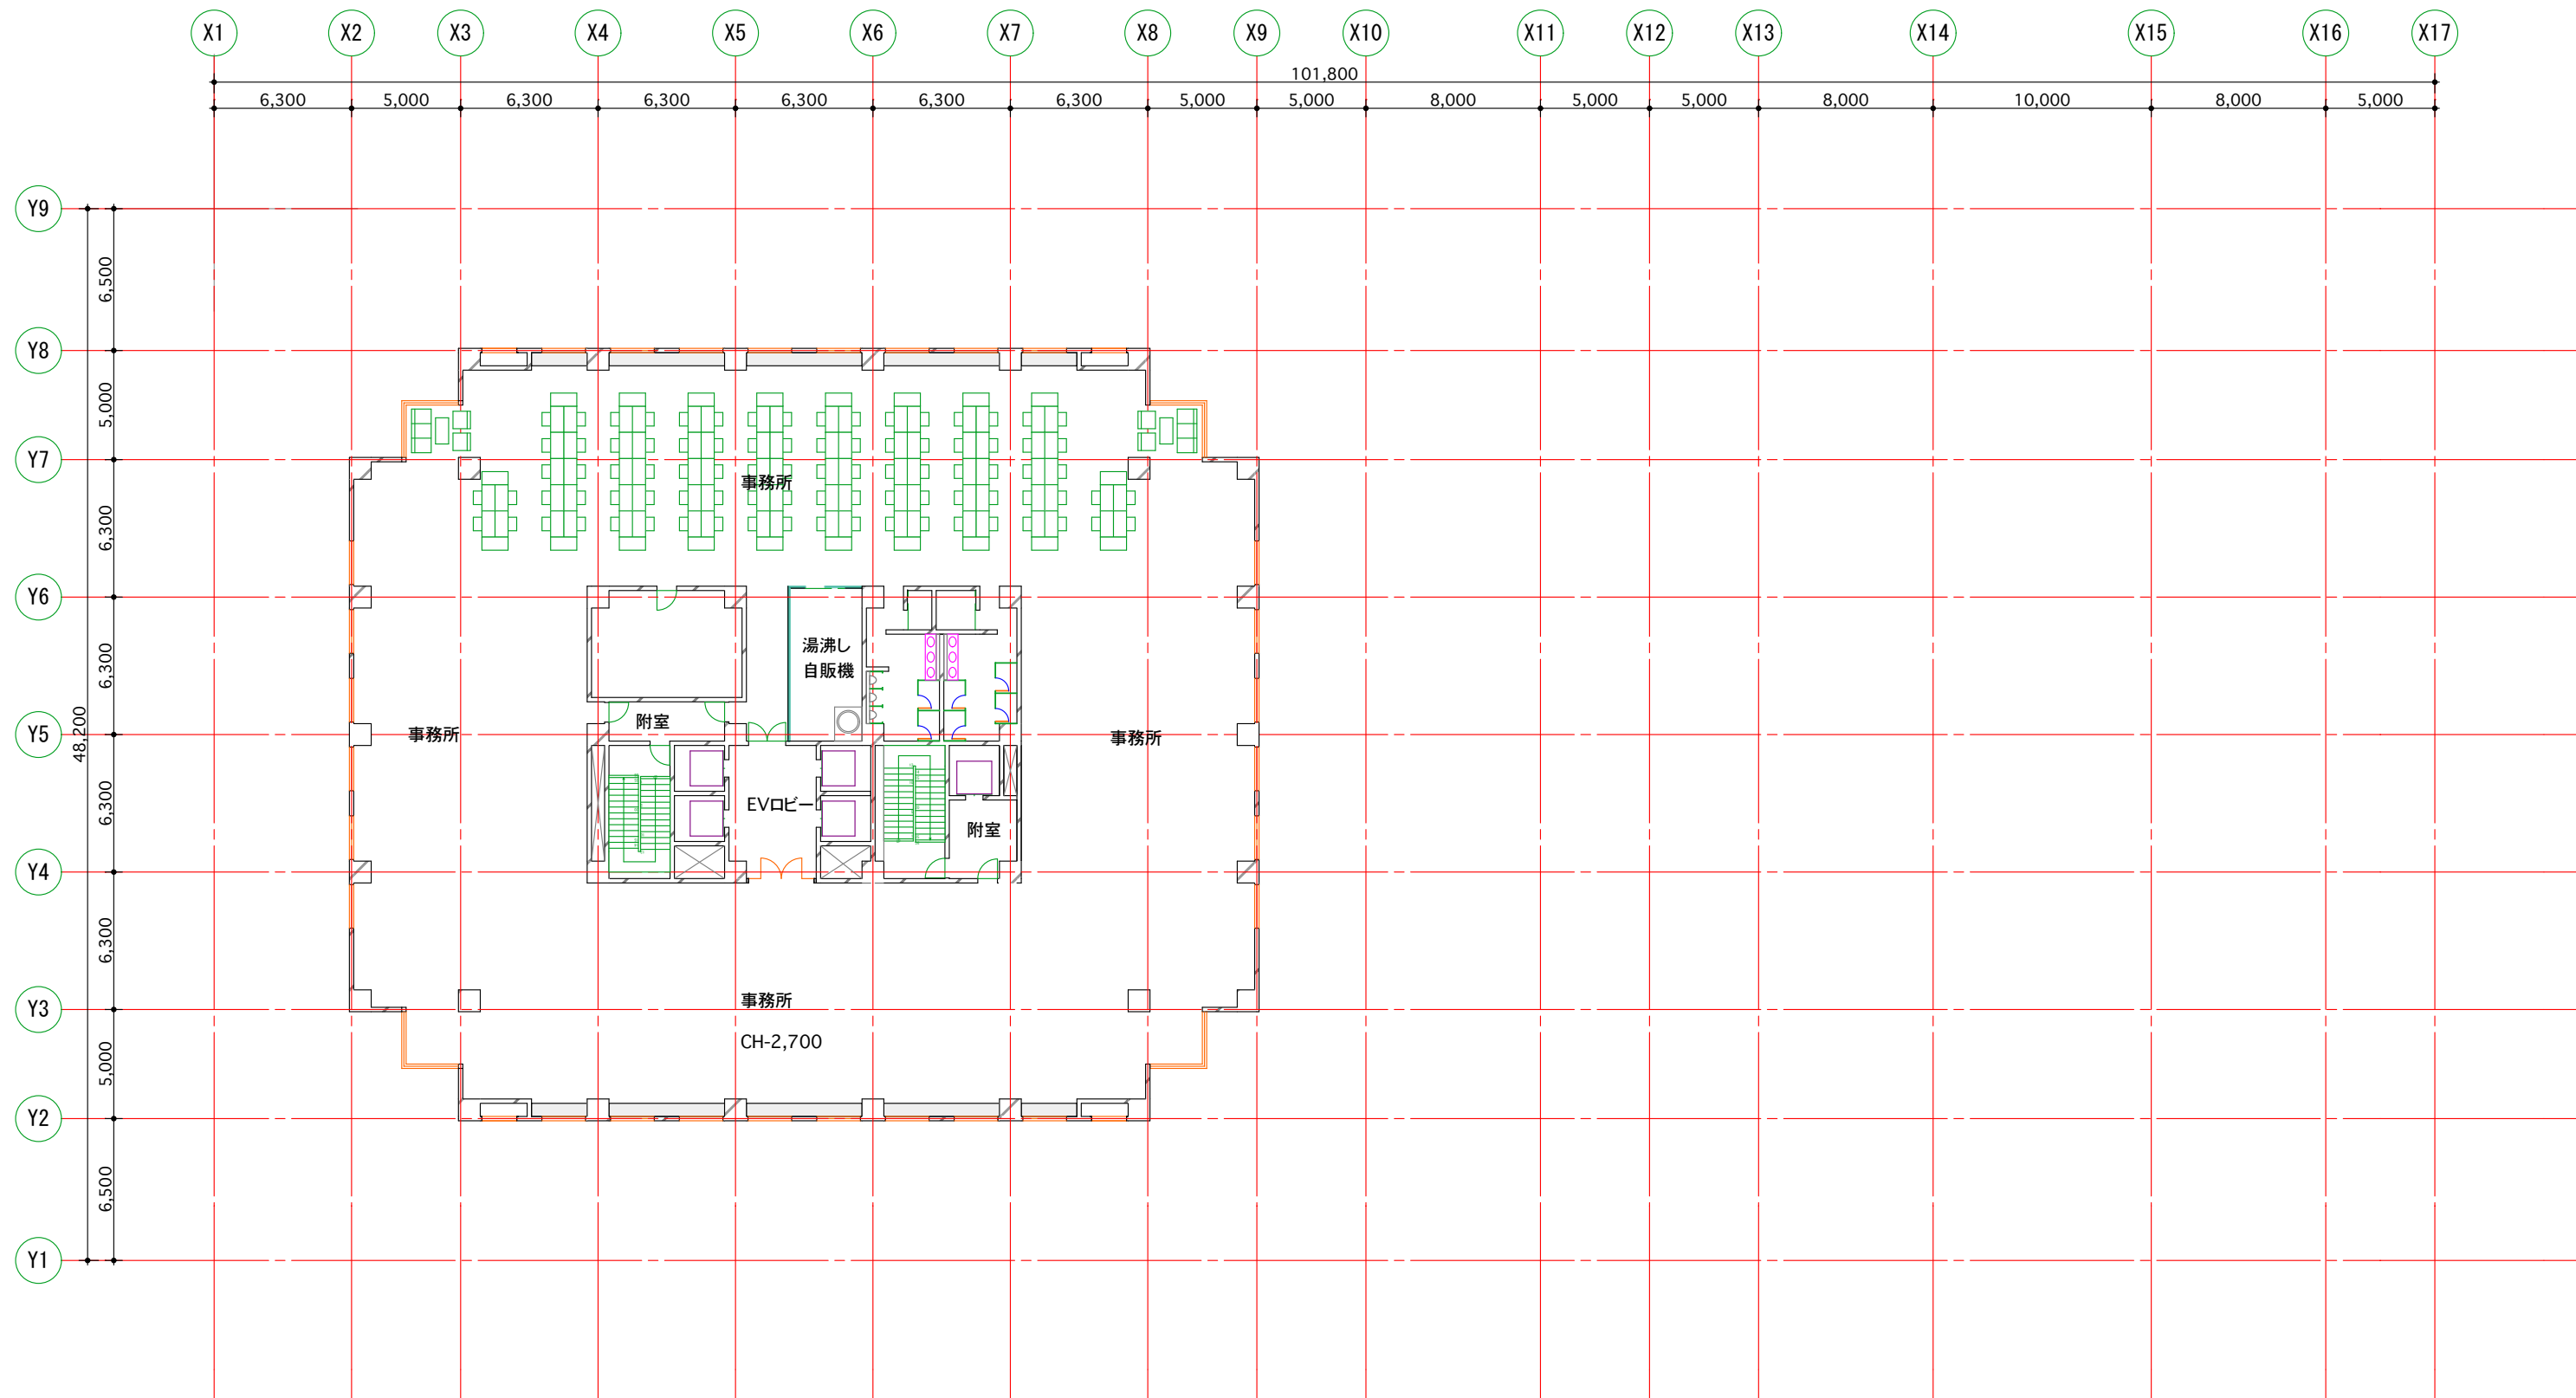 X1 X2 X3 X4 X5 X6 X7 X8 X9 X10 X11 X12 X13 X14 X15 X16 X17
101,800
6,300 5,000 6,300 6,300 6,300 6,300 6,300 5,000 5,000 8,000 5,000 5,000 8,000 10,000 8,000 5,000
Y9
6,500
Y8
5,000
Y7
事務所
6,300
Y6
湯沸し
自販機
6,300
附室
48,200
Y5
事務所
事務所
6,300
EVロビー
附室
Y4
6,300
事務所
Y3
CH-2,700
5,000
Y2
6,500
Y1